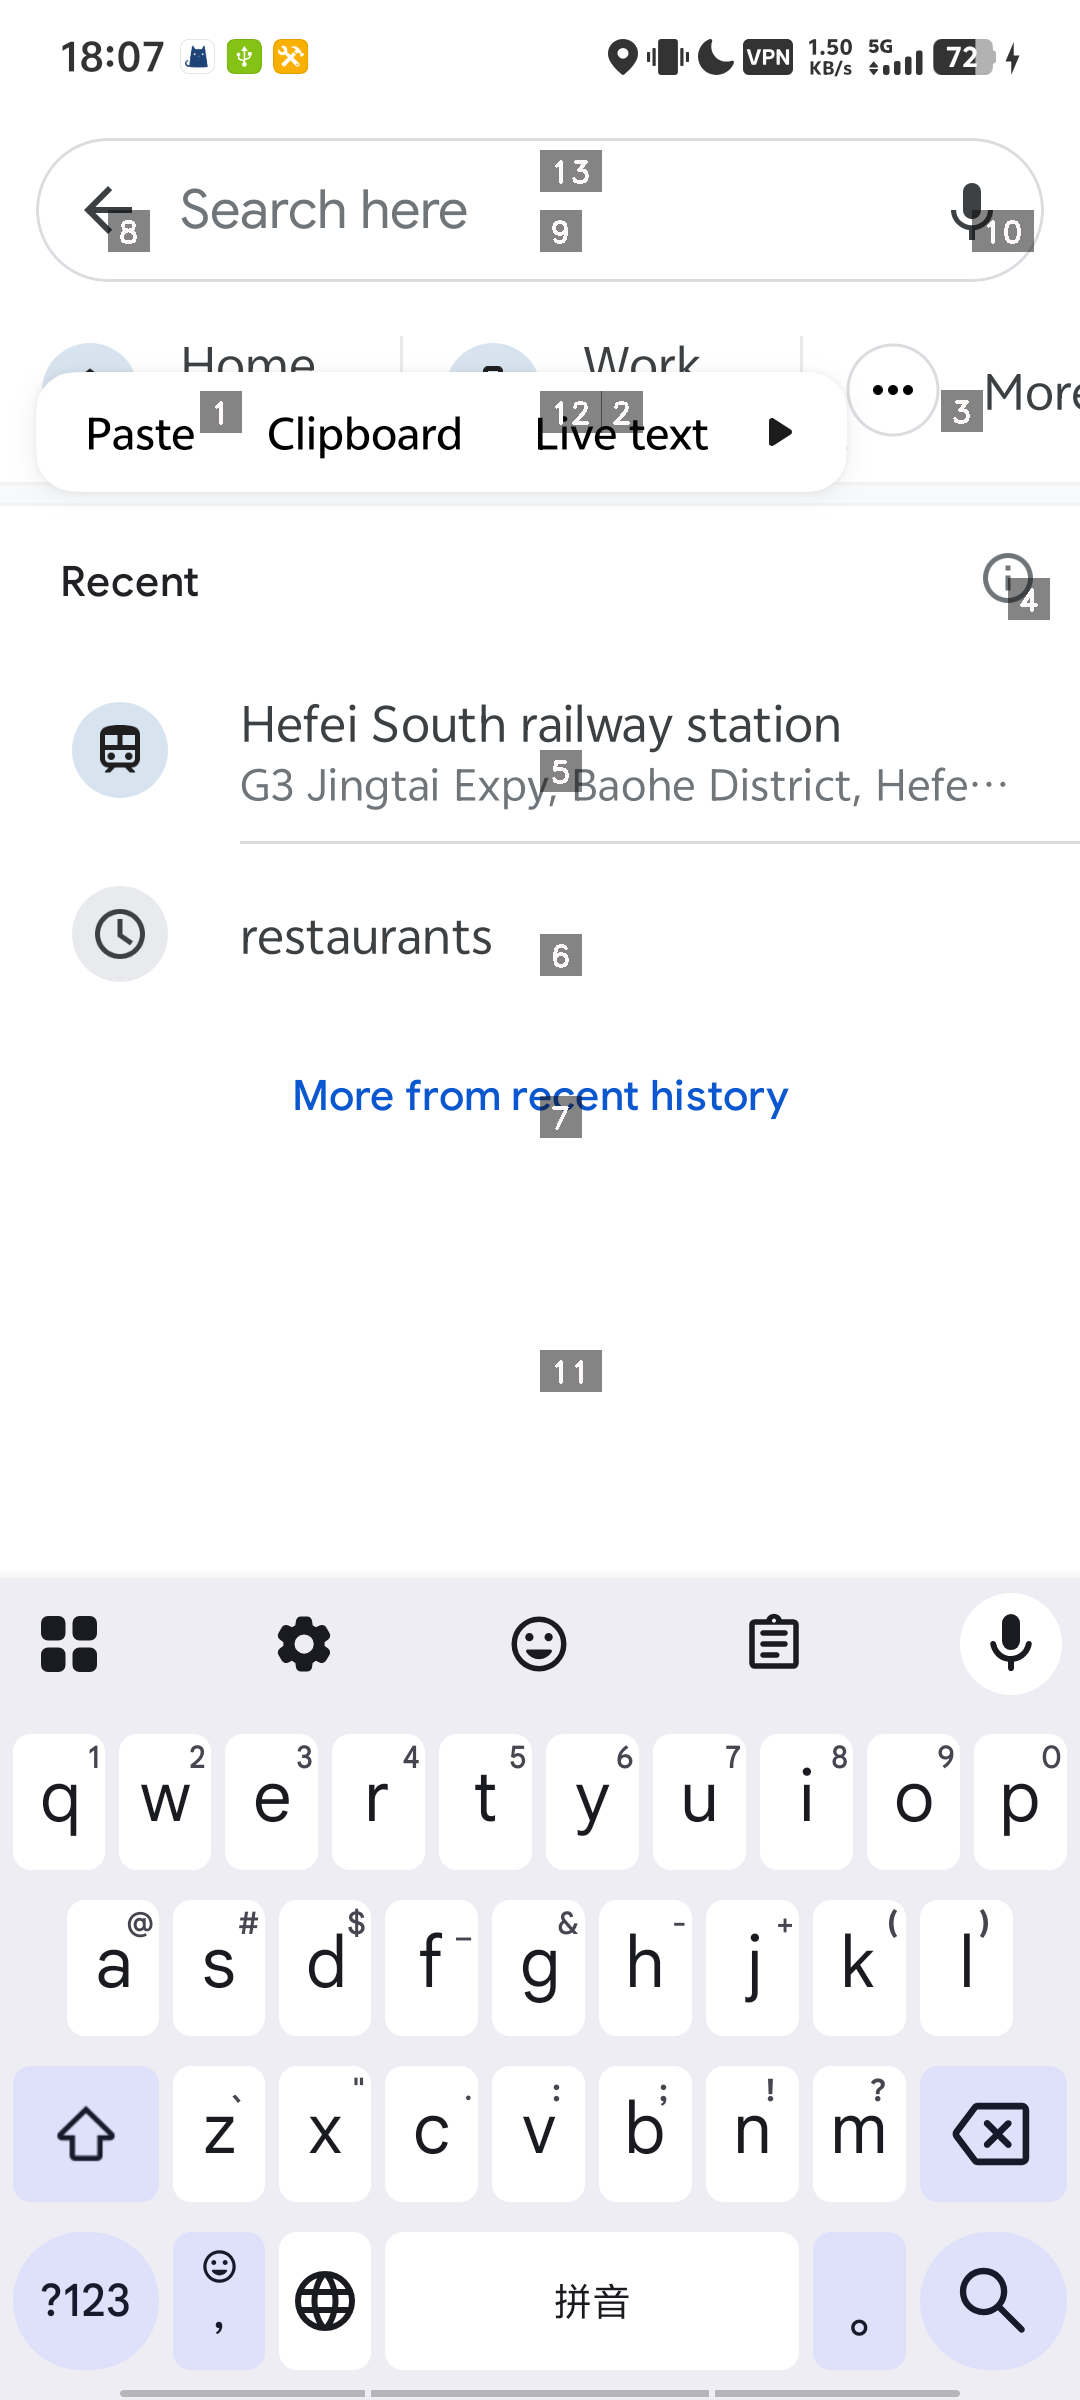 18:07 VPN 1.50 KB/s 5G 72
13
Search here
8 9 10
Home Work More
Paste 1 Clipboard 12 2 Live text 3
Recent
4
Hefei South railway station
5
G3 Jingtai Expy, Baohe District, Hefe···
restaurants 6
More from recent history
7
11
1 2 3 4 5 6 7 8 9 0
q w e r t y u i o p
@ # $ _ & - + ( )
a s d f g h j k l
、 " . : ; ! ?
z x c v b n m
?123 , 拼音 。